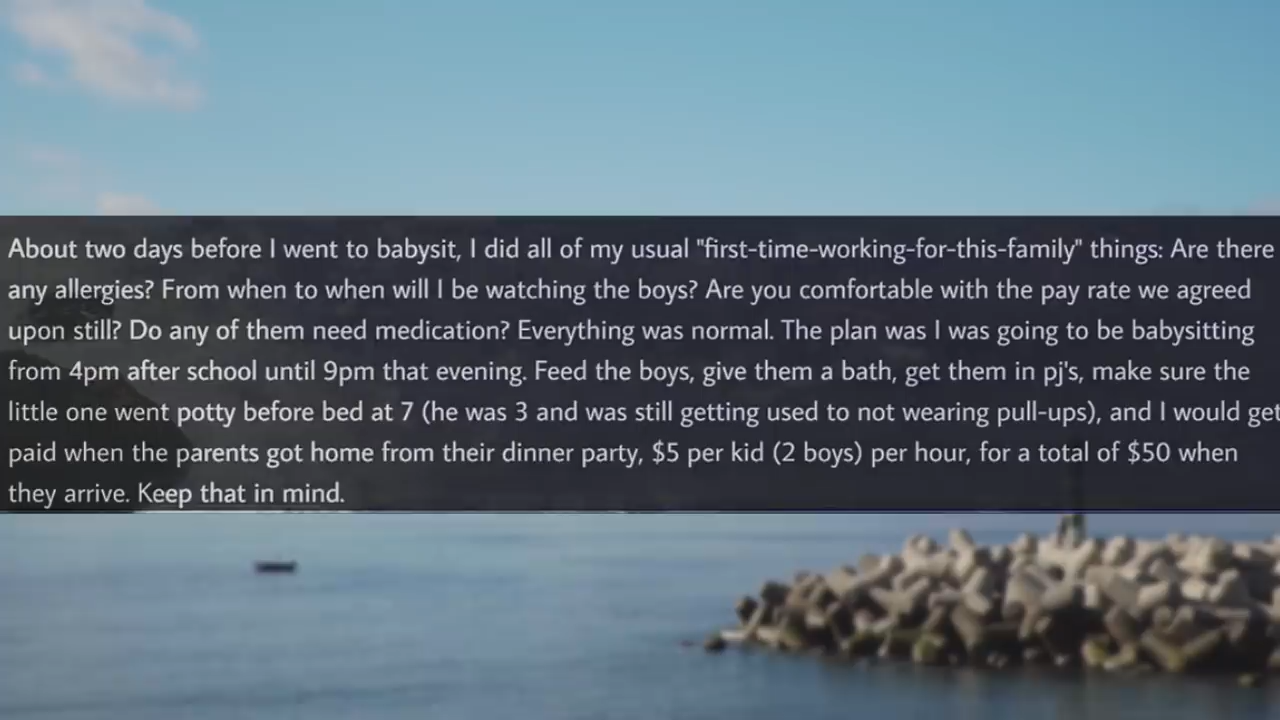 About two days before I went to babysit, I did all of my usual "first-time-working-for-this-family" things: Are there
any allergies? From when to when will I be watching the boys? Are you comfortable with the pay rate we agreed
upon still? Do any of them need medication? Everything was normal. The plan was I was going to be babysitting
from 4pm after school until 9pm that evening. Feed the boys, give them a bath, get them in pj's, make sure the
little one went potty before bed at 7 (he was 3 and was still getting used to not wearing pull-ups), and I would get
paid when the parents got home from their dinner party, $5 per kid (2 boys) per hour, for a total of $50 when
they arrive. Keep that in mind.